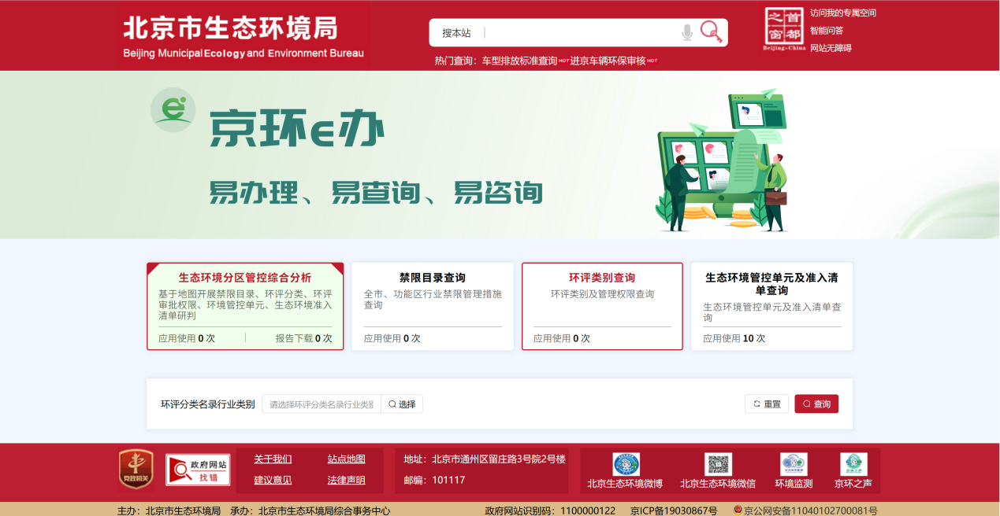 北京市生态环境局
Beijing Municipal Ecology and Environment Bureau
搜本站
热门查询：车型排放标准查询HOT进京车辆环保审核HOT
首都之窗
Beijing-China
访问我的专属空间
智能问答
网站无障碍
e
京环e办
易办理、易查询、易咨询
生态环境分区管控综合分析
基于地图开展禁限目录、环评分类、环评
审批权限、环境管控单元、生态环境准入
清单研判
应用使用 0 次
报告下载 0 次
禁限目录查询
全市、功能区行业禁限管理措施
查询
应用使用 0 次
环评类别查询
环评类别及管理权限查询
应用使用 0 次
生态环境管控单元及准入清
单查询
生态环境管控单元及准入清单查
询
应用使用 10 次
环评分类名录行业类别
请选择环评分类名录行业类别
选择
重置
查询
党政机关
政府网站
找错
关于我们
站点地图
建议意见
法律声明
地址：北京市通州区留庄路3号院2号楼
邮编：101117
北京生态环境微博
北京生态环境微信
环境监测
京环之声
主办：北京市生态环境局
承办：北京市生态环境局综合事务中心
政府网站识别码：1100000122
京ICP备19030867号
京公网安备11040102700081号